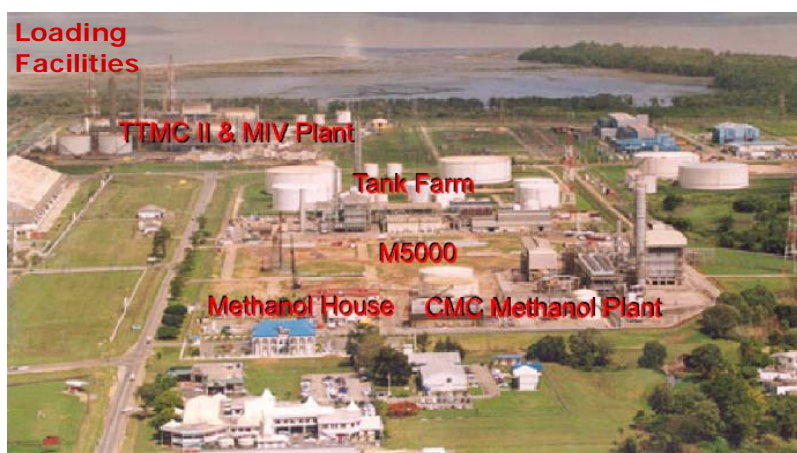 Loading
Facilities
TTMC II & MIV Plant
Tank Farm
M5000
Methanol House
CMC Methanol Plant